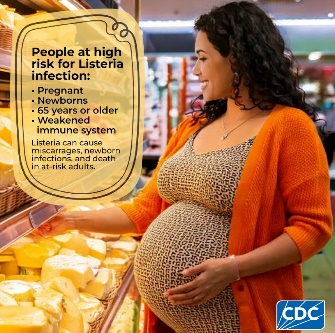 People at high
risk for Listeria
infection:
• Pregnant
• Newborns
• 65 years or older
• Weakened
immune system
Listeria can cause
miscarriages, newborn
infections, and death
in at-risk adults.
CDC